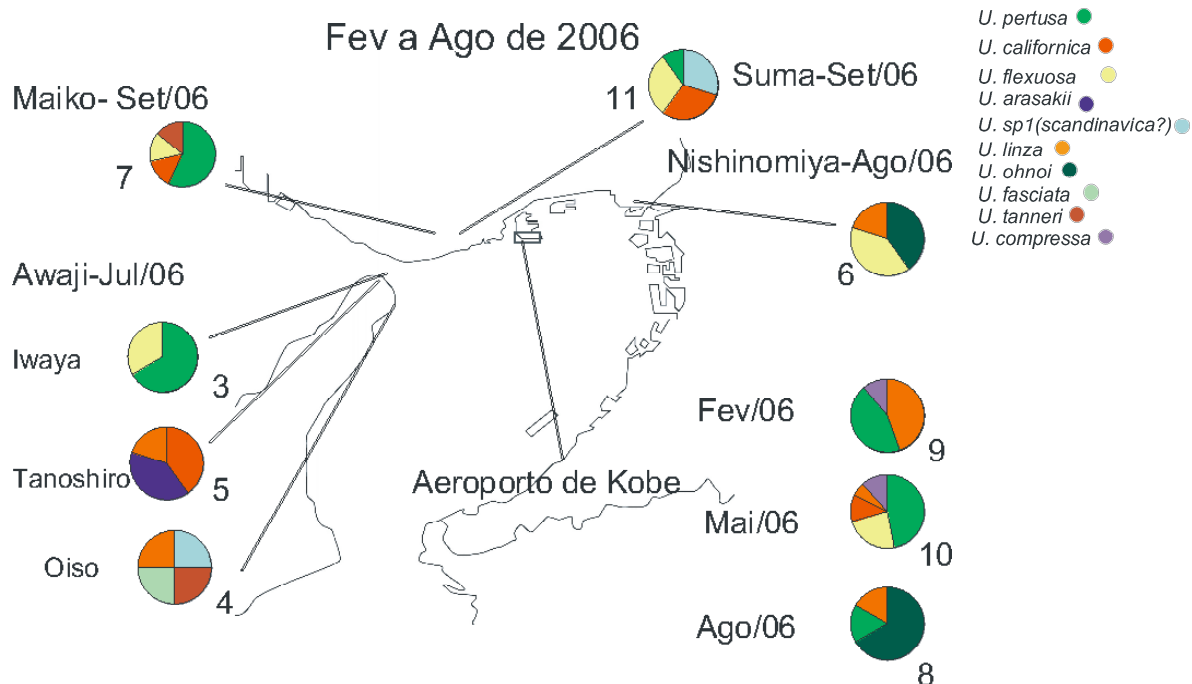 Fev a Ago de 2006
Maiko- Set/06
7
11
Suma-Set/06
Nishinomiya-Ago/06
6
Awaji-Jul/06
Iwaya
3
Tanoshiro
5
Oiso
4
Aeroporto de Kobe
Fev/06
9
Mai/06
10
Ago/06
8
U. pertusa
U. californica
U. flexuosa
U. arasakii
U. sp1(scandinavica?)
U. linza
U. ohnoi
U. fasciata
U. tanneri
U. compressa